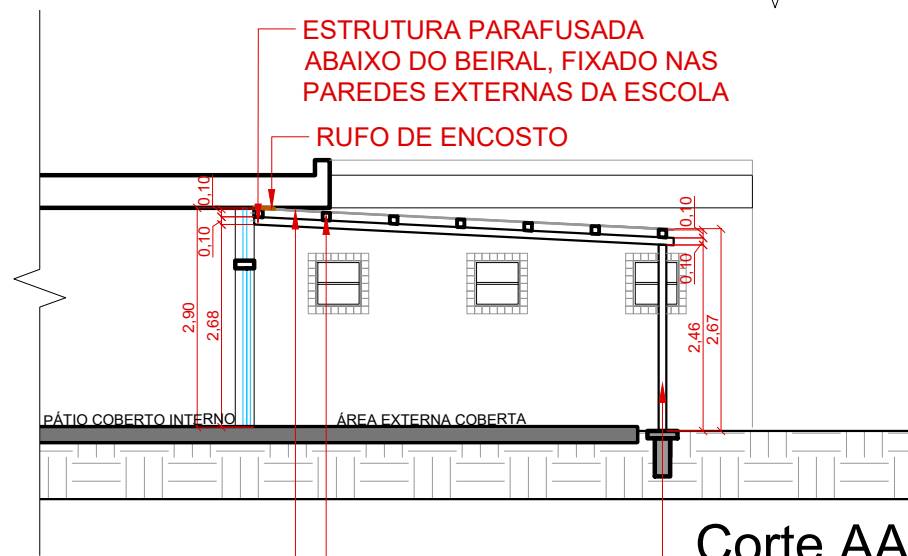 ESTRUTURA PARAFUSADA
ABAIXO DO BEIRAL, FIXADO NAS
PAREDES EXTERNAS DA ESCOLA
RUFO DE ENCOSTO
0,10
0,10
0,10
0,10
2,90
2,68
2,46
2,67
PÁTIO COBERTO INTERNO
ÁREA EXTERNA COBERTA
Corte AA